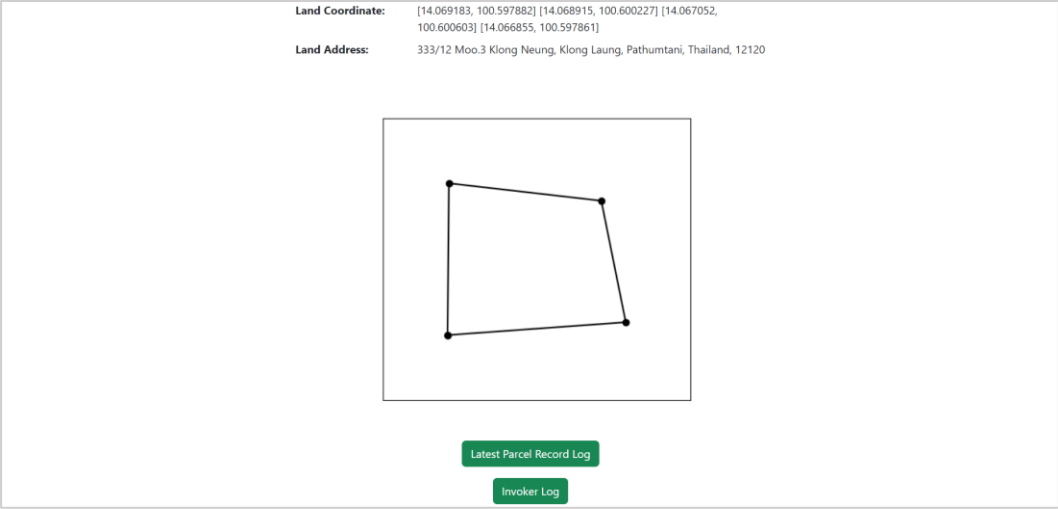 Land Coordinate: [14.069183, 100.597882] [14.068915, 100.600227] [14.067052,
100.600603] [14.066855, 100.597861]
Land Address: 333/12 Moo.3 Klong Neung, Klong Laung, Pathumtani, Thailand, 12120
Latest Parcel Record Log
Invoker Log